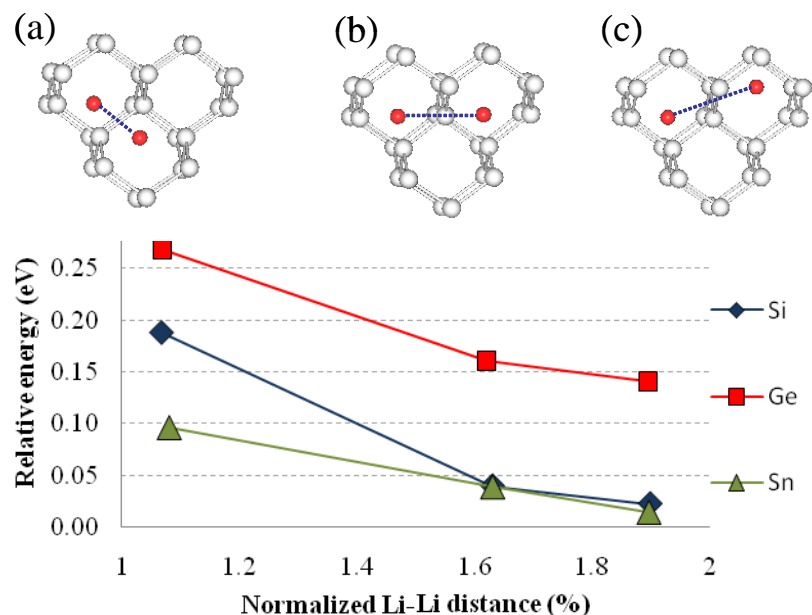 (a) (b) (c)
0.25
0.20
0.15
0.10
0.05
0.00
Relative energy (eV)
1 1.2 1.4 1.6 1.8 2
Normalized Li-Li distance (%)
Si
Ge
Sn